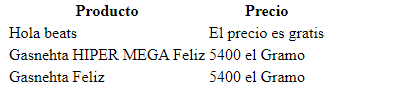 Producto Precio
Hola beats El precio es gratis
Gasnehta HIPER MEGA Feliz 5400 el Gramo
Gasnehta Feliz 5400 el Gramo